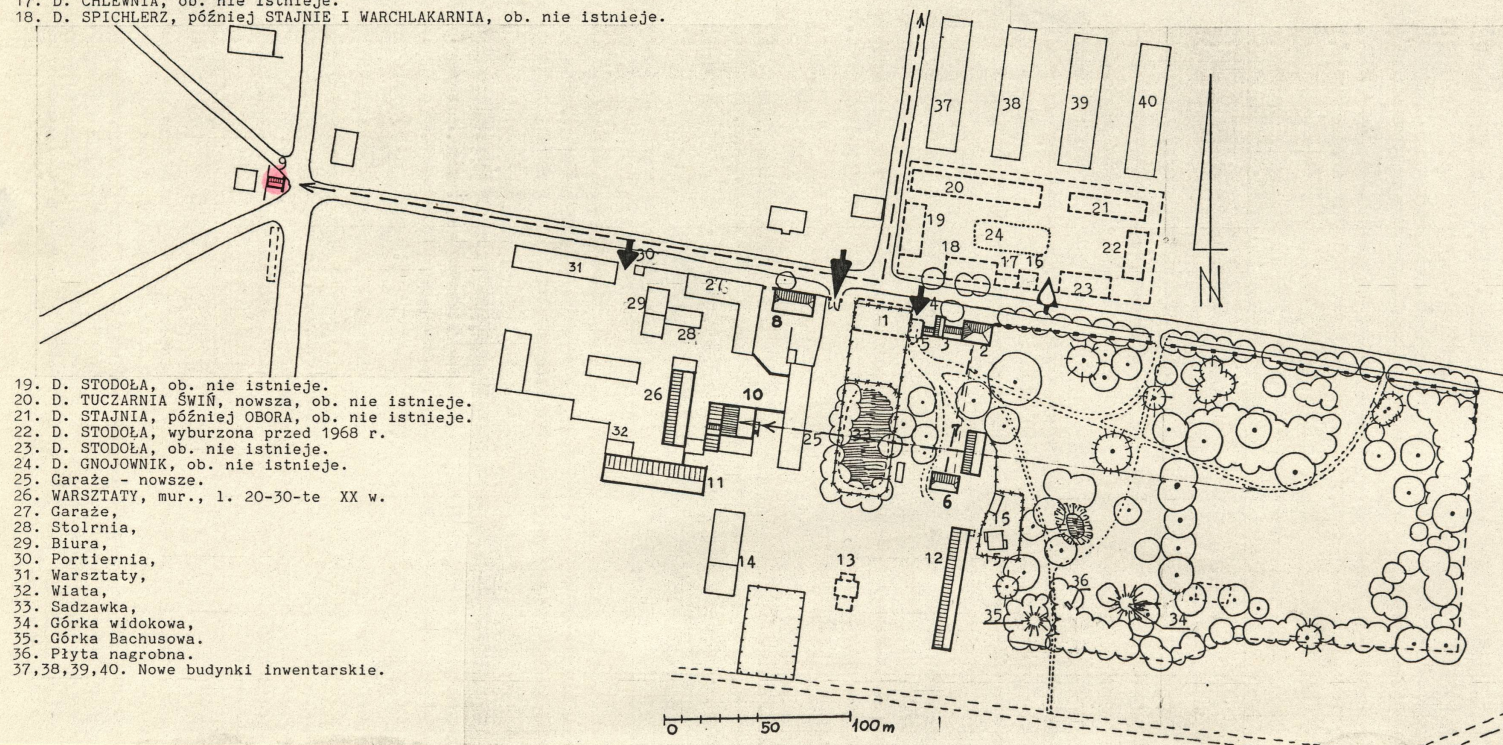 17. D. CHLEWNIA, ob. nie istnieje.
18. D. SPICHLERZ, później STAJNIE I WARCHLAKARNIA, ob. nie istnieje.
37
38
39
40
9
20
21
19
24
22
18
17
16
23
30
31
27
29
28
8
1
4
5
3
2
26
10
25
33
7
32
11
6
15
15
12
14
13
36
35
34
N
19. D. STODOŁA, ob. nie istnieje.
20. D. TUCZARNIA ŚWIŃ, nowsza, ob. nie istnieje.
21. D. STAJNIA, później OBORA, ob. nie istnieje.
22. D. STODOŁA, wyburzona przed 1968 r.
23. D. STODOŁA, ob. nie istnieje.
24. D. GNOJOWNIK, ob. nie istnieje.
25. Garaże - nowsze.
26. WARSZTATY, mur., l. 20-30-te XX w.
27. Garaże,
28. Stolrnia,
29. Biura,
30. Portiernia,
31. Warsztaty,
32. Wiata,
33. Sadzawka,
34. Górka widokowa,
35. Górka Bachusowa.
36. Płyta nagrobna.
37,38,39,40. Nowe budynki inwentarskie.
0 50 100m